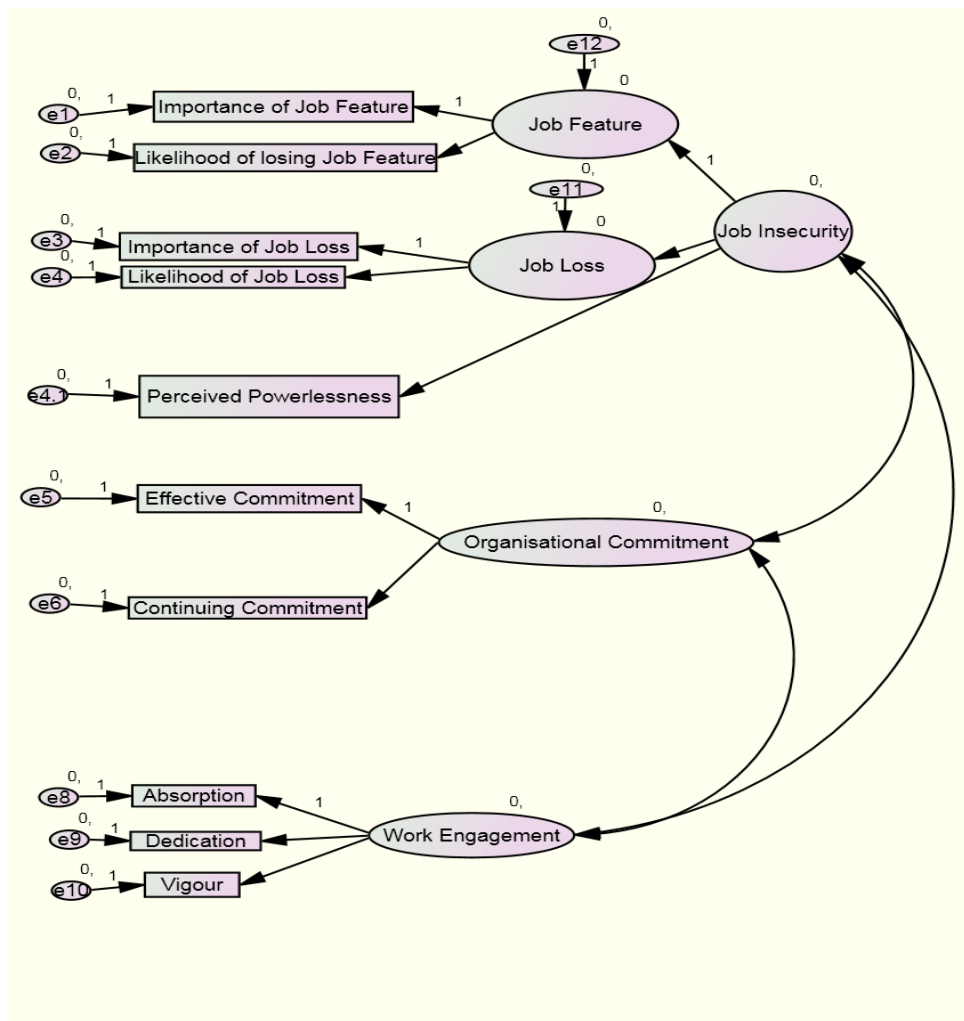 0,
e12
1
0
Job Feature
0,
e1
1
Importance of Job Feature
1
0,
e2
1
Likelihood of losing Job Feature
1
0,
e11
1
0
Job Loss
0,
Job Insecurity
0,
e3
1
Importance of Job Loss
1
0,
e4
1
Likelihood of Job Loss
0,
e4.1
1
Perceived Powerlessness
0,
e5
1
Effective Commitment
1
0,
Organisational Commitment
0,
e6
1
Continuing Commitment
0,
e8
1
Absorption
1
0,
Work Engagement
0,
e9
1
Dedication
0,
e10
1
Vigour